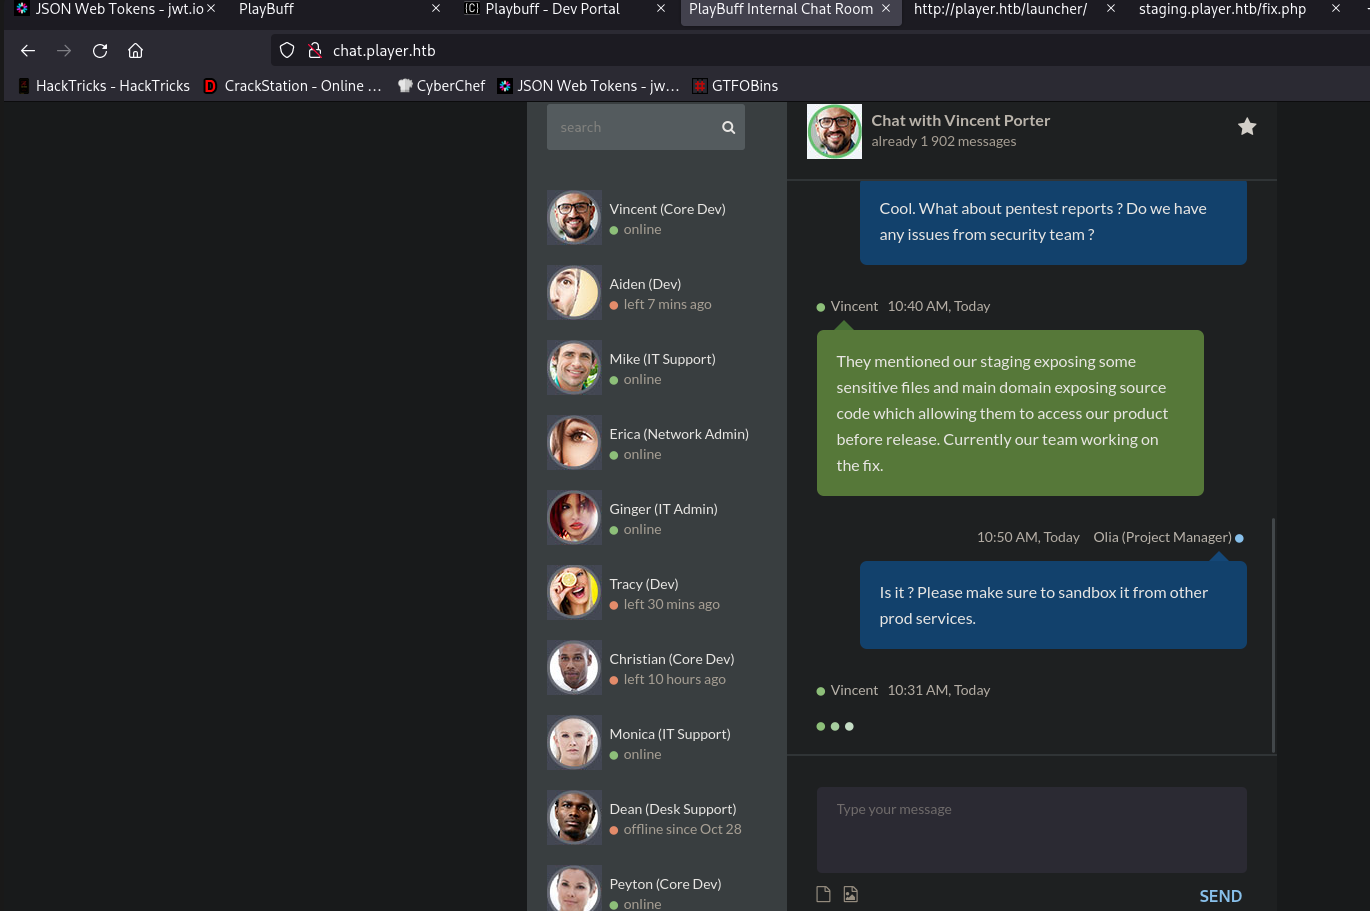 JSON Web Tokens - jwt.io
PlayBuff
Playbuff - Dev Portal
PlayBuff Internal Chat Room
http://player.htb/launcher/
staging.player.htb/fix.php
chat.player.htb
HackTricks - HackTricks
CrackStation - Online ...
CyberChef
JSON Web Tokens - jw...
GTFOBins
search
Vincent (Core Dev)
online
Aiden (Dev)
left 7 mins ago
Mike (IT Support)
online
Erica (Network Admin)
online
Ginger (IT Admin)
online
Tracy (Dev)
left 30 mins ago
Christian (Core Dev)
left 10 hours ago
Monica (IT Support)
online
Dean (Desk Support)
offline since Oct 28
Peyton (Core Dev)
online
Chat with Vincent Porter
already 1 902 messages
Cool. What about pentest reports ? Do we have
any issues from security team ?
Vincent 10:40 AM, Today
They mentioned our staging exposing some
sensitive files and main domain exposing source
code which allowing them to access our product
before release. Currently our team working on
the fix.
10:50 AM, Today Olia (Project Manager)
Is it ? Please make sure to sandbox it from other
prod services.
Vincent 10:31 AM, Today
Type your message
SEND